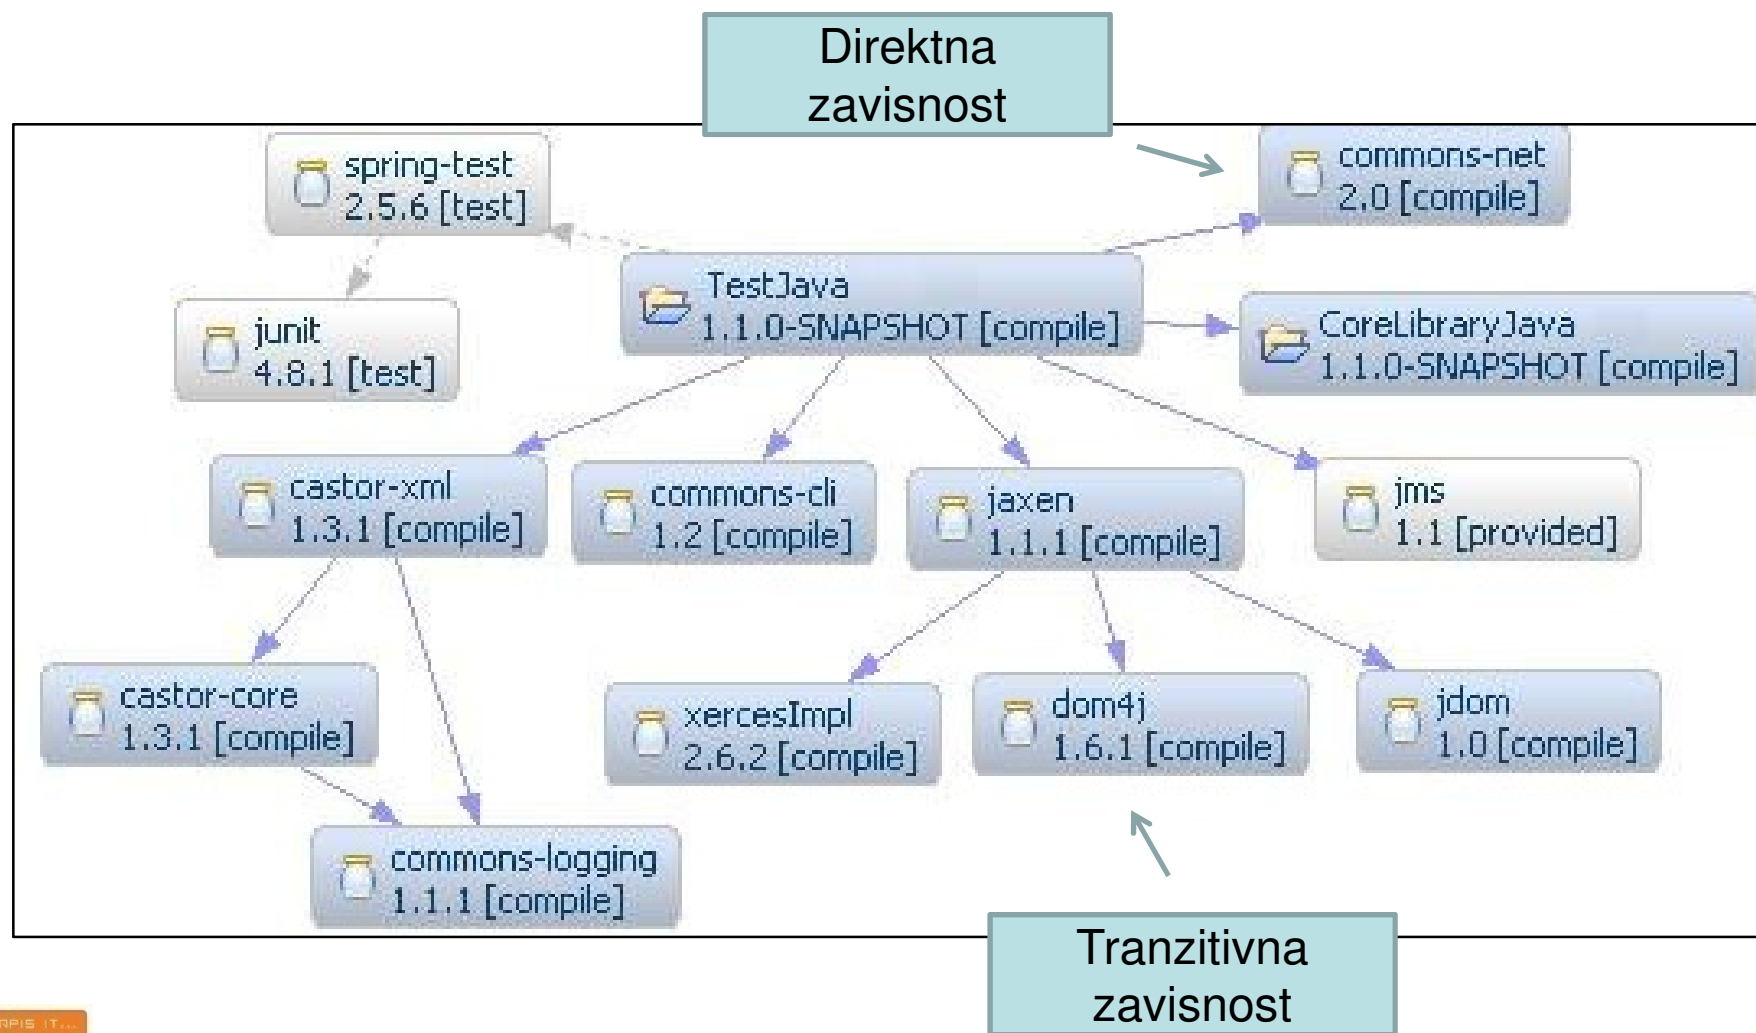 Direktna
zavisnost
spring-test
2.5.6 [test]
commons-net
2.0 [compile]
TestJava
1.1.0-SNAPSHOT [compile]
junit
4.8.1 [test]
CoreLibraryJava
1.1.0-SNAPSHOT [compile]
castor-xml
1.3.1 [compile]
commons-cli
1.2 [compile]
jaxen
1.1.1 [compile]
jms
1.1 [provided]
castor-core
1.3.1 [compile]
xercesImpl
2.6.2 [compile]
dom4j
1.6.1 [compile]
jdom
1.0 [compile]
commons-logging
1.1.1 [compile]
Tranzitivna
zavisnost
IT...